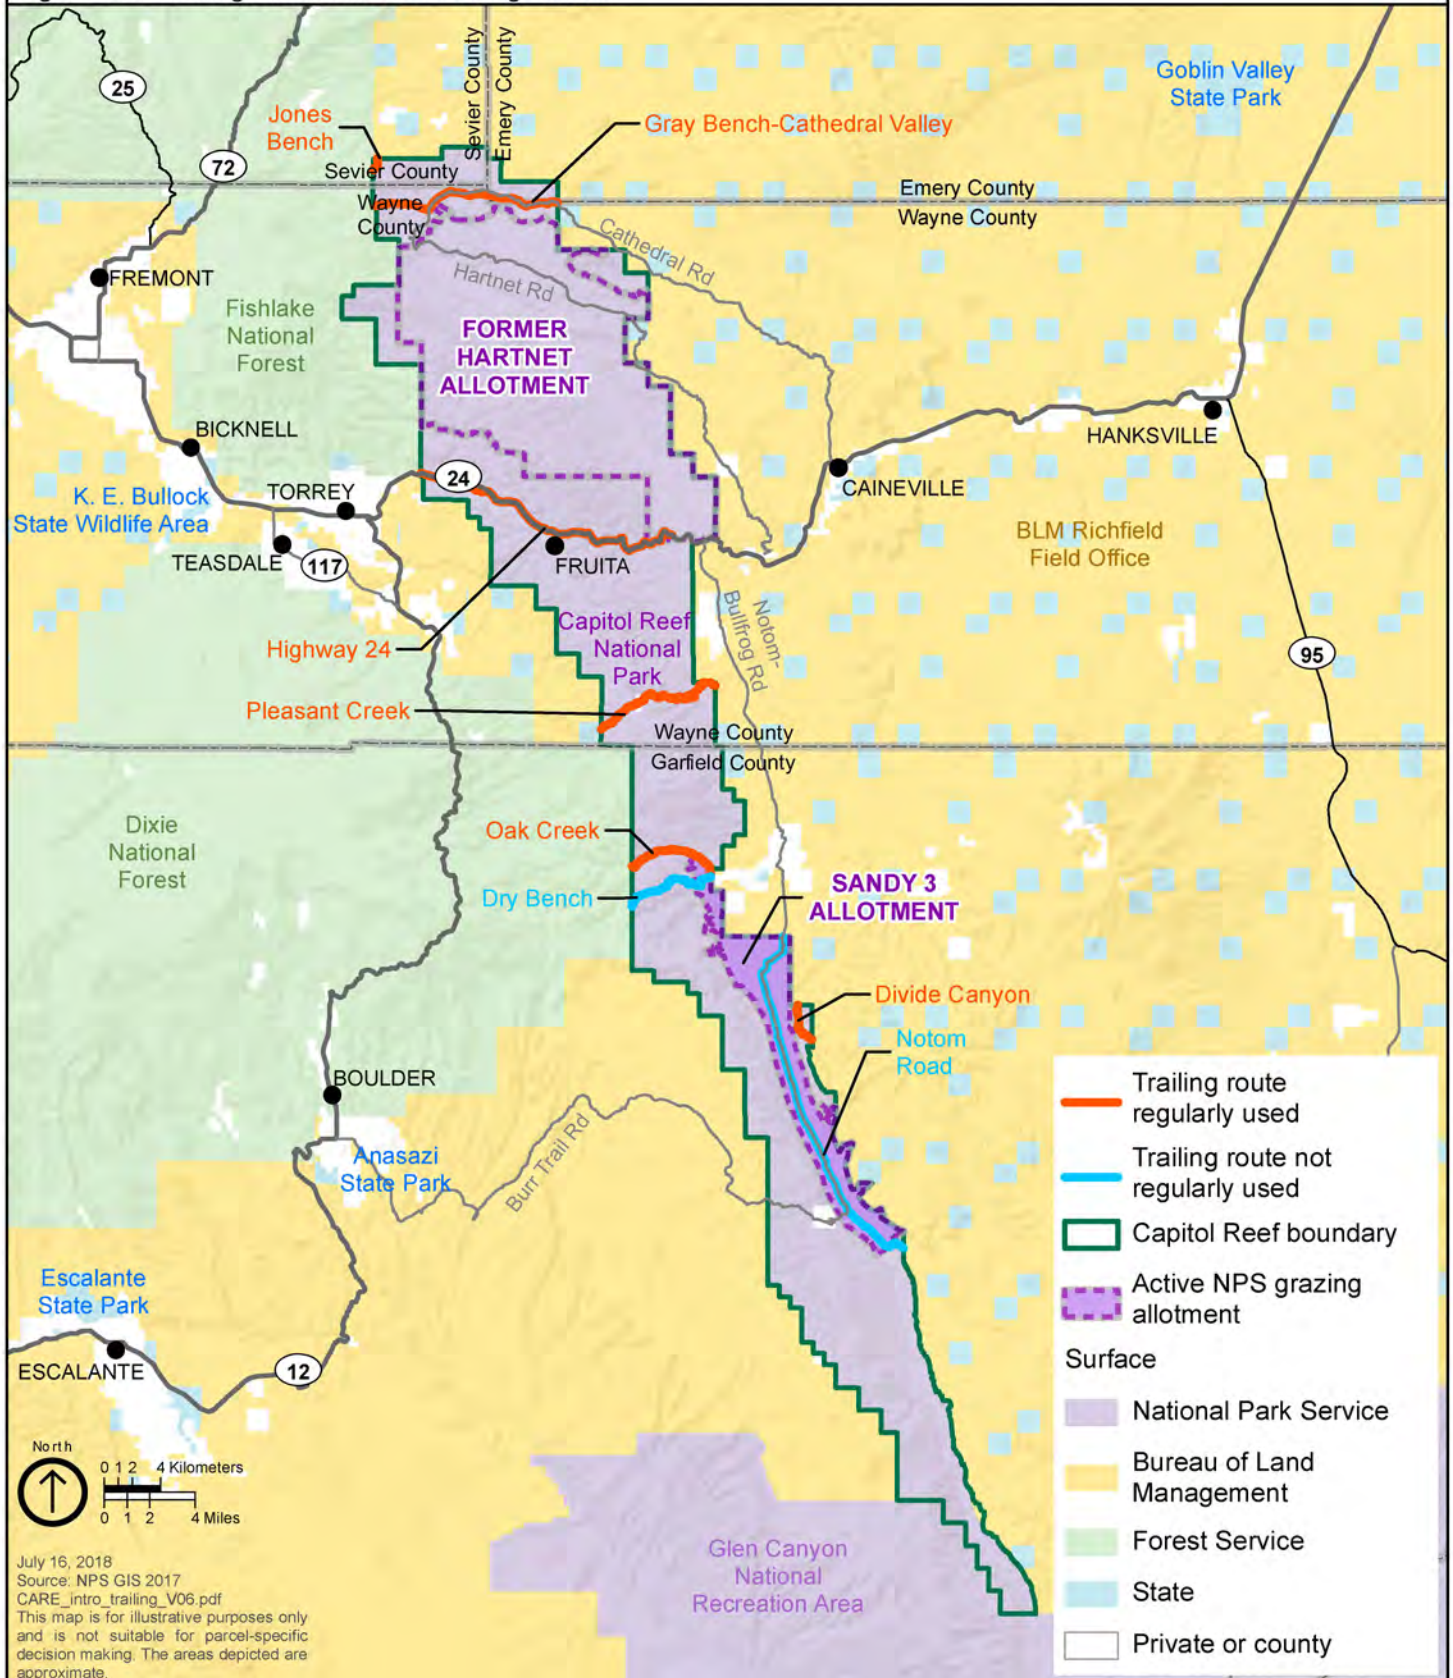 Goblin Valley
State Park
25
Sevier County
Emery County
Jones
Bench
Gray Bench-Cathedral Valley
72
Sevier County
Wayne
County
Emery County
Wayne County
Cathedral Rd
Hartnet Rd
FREMONT
Fishlake
National
Forest
FORMER
HARTNET
ALLOTMENT
BICKNELL
HANKSVILLE
24
CAINEVILLE
K. E. Bullock
State Wildlife Area
TORREY
TEASDALE
117
FRUITA
BLM Richfield
Field Office
Notom-
Bullfrog Rd
Capitol Reef
National
Park
Highway 24
95
Pleasant Creek
Wayne County
Garfield County
Dixie
National
Forest
Oak Creek
Dry Bench
SANDY 3
ALLOTMENT
Divide Canyon
Notom
Road
BOULDER
Anasazi
State Park
Burr Trail Rd
Escalante
State Park
ESCALANTE
12
Glen Canyon
National
Recreation Area
Trailing route
regularly used
Trailing route not
regularly used
Capitol Reef boundary
Active NPS grazing
allotment
Surface
National Park Service
Bureau of Land
Management
Forest Service
State
Private or county
North
0 1 2 4 Kilometers
0 1 2 4 Miles
July 16, 2018
Source: NPS GIS 2017
CARE_intro_trailing_V06.pdf
This map is for illustrative purposes only
and is not suitable for parcel-specific
decision making. The areas depicted are
approximate.